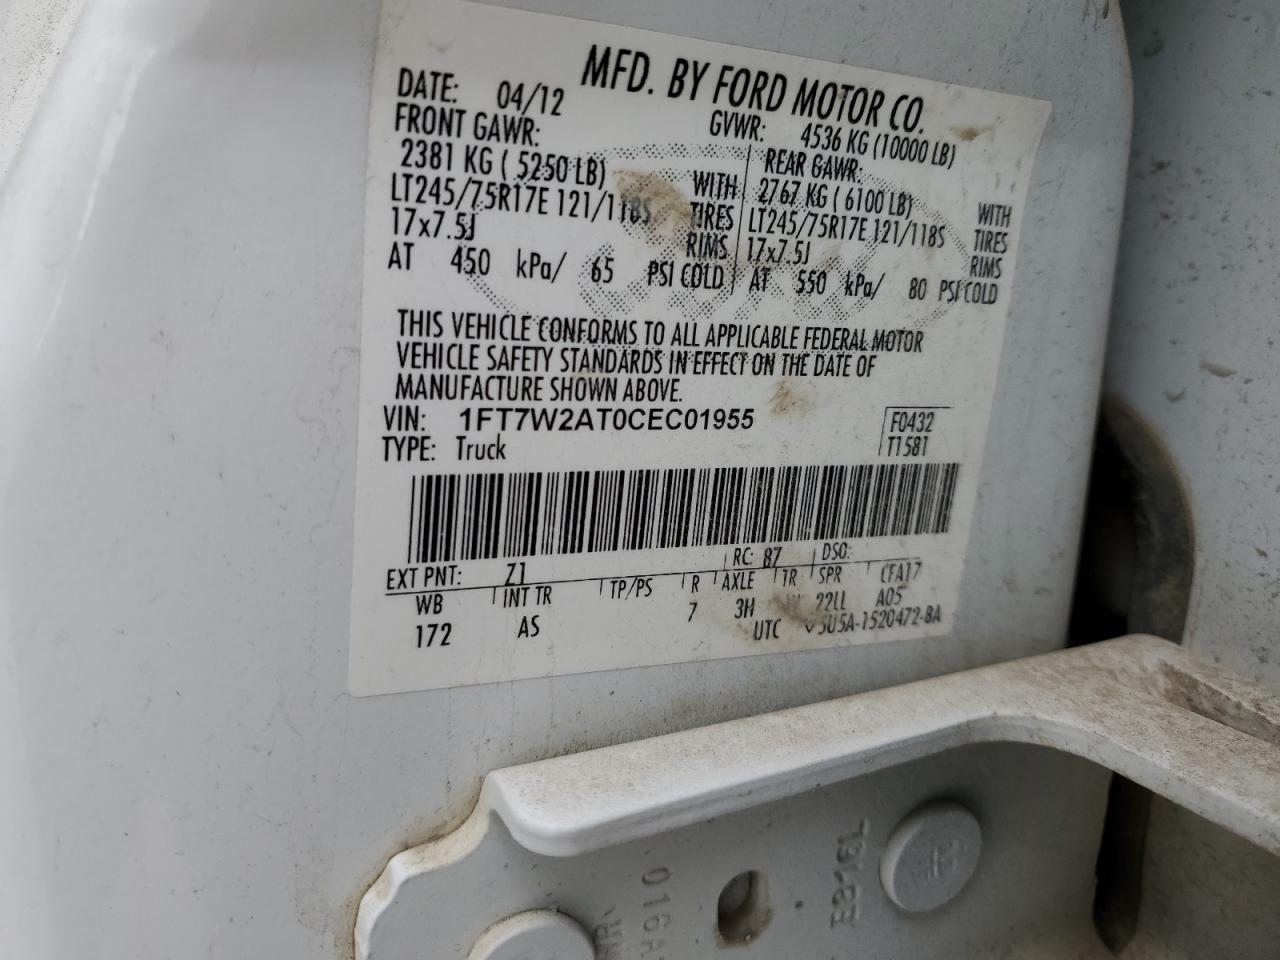 MFD. BY FORD MOTOR CO.
DATE: 04/12 GVWR: 4536 KG (10000 LB)
FRONT GAWR: REAR GAWR:
2381 KG ( 5250 LB) WITH 2767 KG ( 6100 LB) WITH
LT245/75R17E 121/118S TIRES LT245/75R17E 121/118S TIRES
17x7.5J RIMS 17x7.5J RIMS
AT 450 kPa/ 65 PSI COLD AT 550 kPa/ 80 PSI COLD
THIS VEHICLE CONFORMS TO ALL APPLICABLE FEDERAL MOTOR
VEHICLE SAFETY STANDARDS IN EFFECT ON THE DATE OF
MANUFACTURE SHOWN ABOVE.
VIN: 1FT7W2AT0CEC01955 F0432
TYPE: Truck T1581
EXT PNT: Z1 RC: 87 DSO:
WB INT TR TP/PS R AXLE TR SPR CFA17
172 AS 7 3H 22LL A05
UTC 5U5A-1520472-BA
016A
E816L